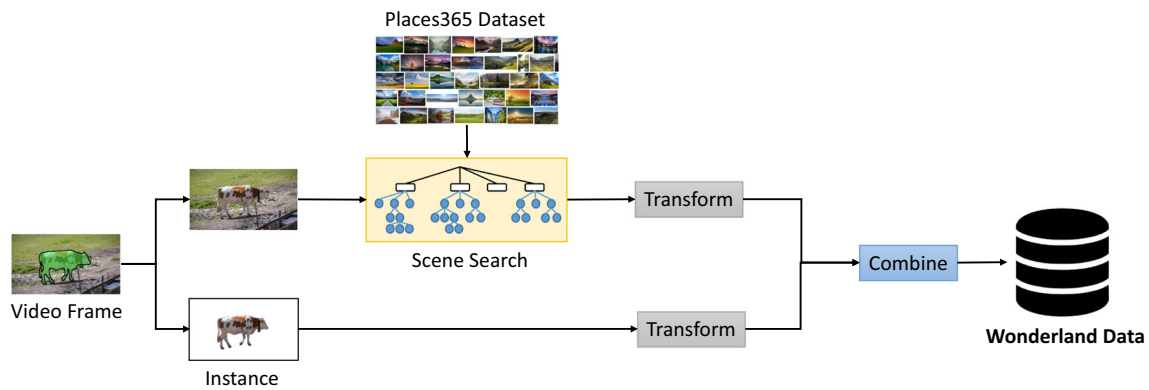 Places365 Dataset
Scene Search
Transform
Video Frame
Combine
Transform
Wonderland Data
Instance